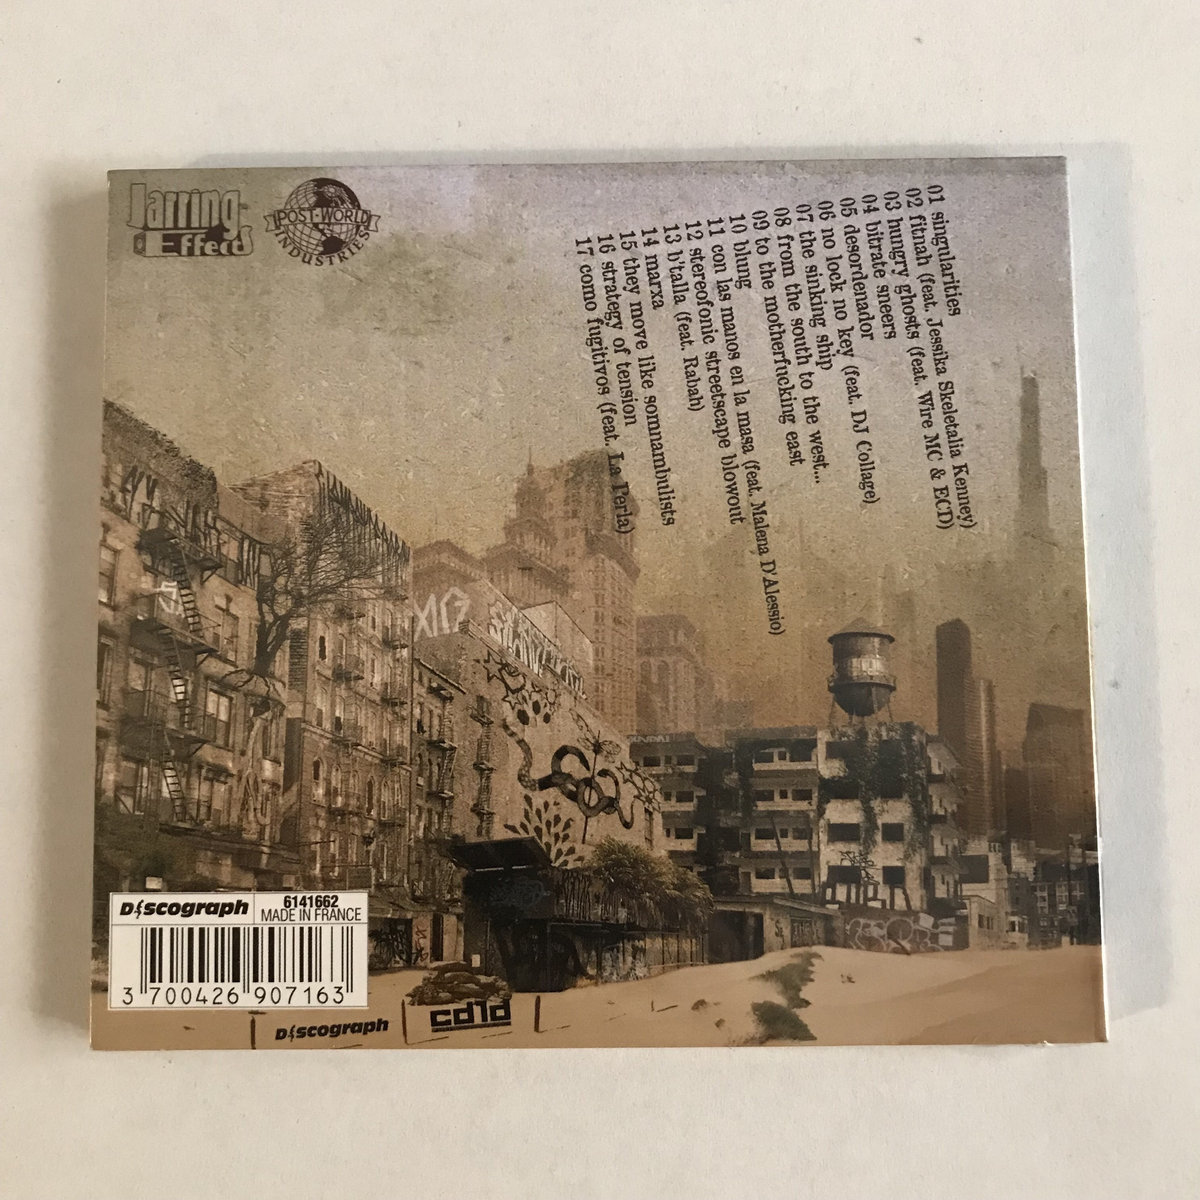 Jarring
Effects
POST-WORLD
INDUSTRIES
01 singularities
02 fitnah (feat. Jessika Skeletalia Kenney)
03 hungry ghosts (feat. Wire MC & ECD)
04 bitrate sneers
05 desordenador
06 no lock no key (feat. DJ Collage)
07 the sinking ship
08 from the south to the west...
09 to the motherfucking east
10 blung
11 con las manos en la masa (feat. Malena D'Alessio)
12 stereofonic streetscape blowout
13 b'talla (feat. Rabah)
14 marxa
15 they move like somnambulists
16 strategy of tension
17 como fugitivos (feat. La Perla)
Discograph
6141662
MADE IN FRANCE
3 700426 907163
Discograph
cd1d